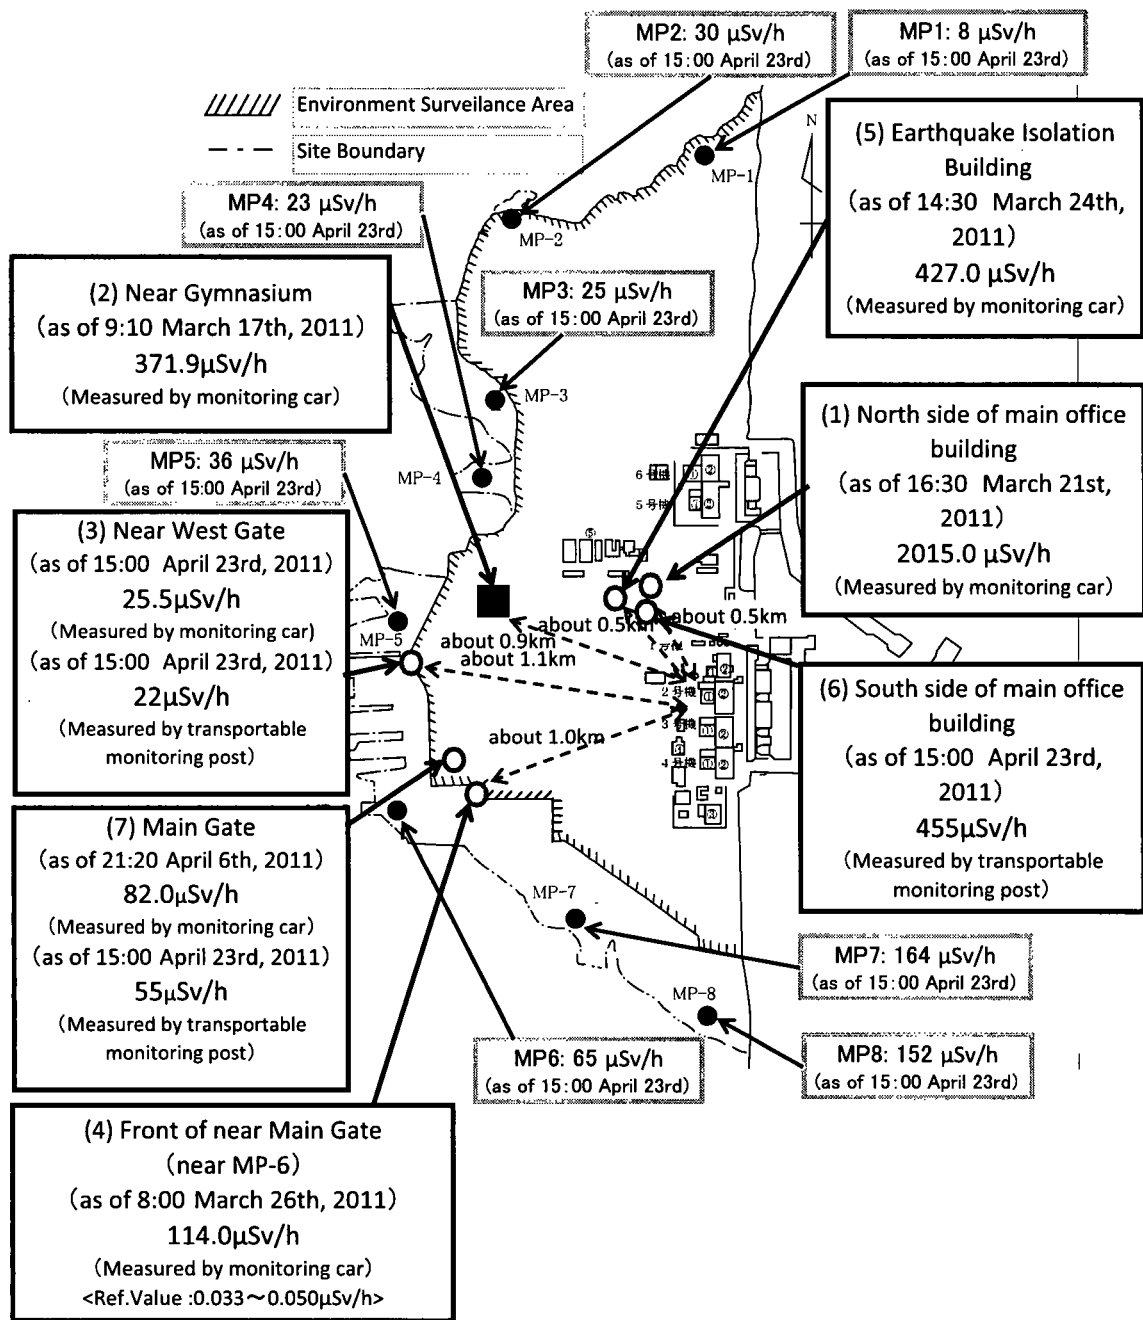 MP2: 30 μSv/h
(as of 15:00 April 23rd)
MP1: 8 μSv/h
(as of 15:00 April 23rd)
Environment Surveilance Area
Site Boundary
N
MP-1
MP-2
(5) Earthquake Isolation
Building
(as of 14:30 March 24th,
2011)
427.0 μSv/h
(Measured by monitoring car)
MP4: 23 μSv/h
(as of 15:00 April 23rd)
(2) Near Gymnasium
(as of 9:10 March 17th, 2011)
371.9μSv/h
(Measured by monitoring car)
MP3: 25 μSv/h
(as of 15:00 April 23rd)
MP-3
MP-4
(1) North side of main office
building
(as of 16:30 March 21st,
2011)
2015.0 μSv/h
(Measured by monitoring car)
MP5: 36 μSv/h
(as of 15:00 April 23rd)
6号機
① ②
5号機
① ②
⑤
(3) Near West Gate
(as of 15:00 April 23rd, 2011)
25.5μSv/h
(Measured by monitoring car)
(as of 15:00 April 23rd, 2011)
22μSv/h
(Measured by transportable
monitoring post)
MP-5
about 0.9km
about 0.5km
about 0.5km
about 1.1km
about 1.0km
②
2号機
① ②
3号機
① ②
4号機
① ②
(6) South side of main office
building
(as of 15:00 April 23rd,
2011)
455μSv/h
(Measured by transportable
monitoring post)
(7) Main Gate
(as of 21:20 April 6th, 2011)
82.0μSv/h
(Measured by monitoring car)
(as of 15:00 April 23rd, 2011)
55μSv/h
(Measured by transportable
monitoring post)
MP-7
MP-8
MP7: 164 μSv/h
(as of 15:00 April 23rd)
MP6: 65 μSv/h
(as of 15:00 April 23rd)
MP8: 152 μSv/h
(as of 15:00 April 23rd)
(4) Front of near Main Gate
(near MP-6)
(as of 8:00 March 26th, 2011)
114.0μSv/h
(Measured by monitoring car)
<Ref.Value :0.033～0.050μSv/h>